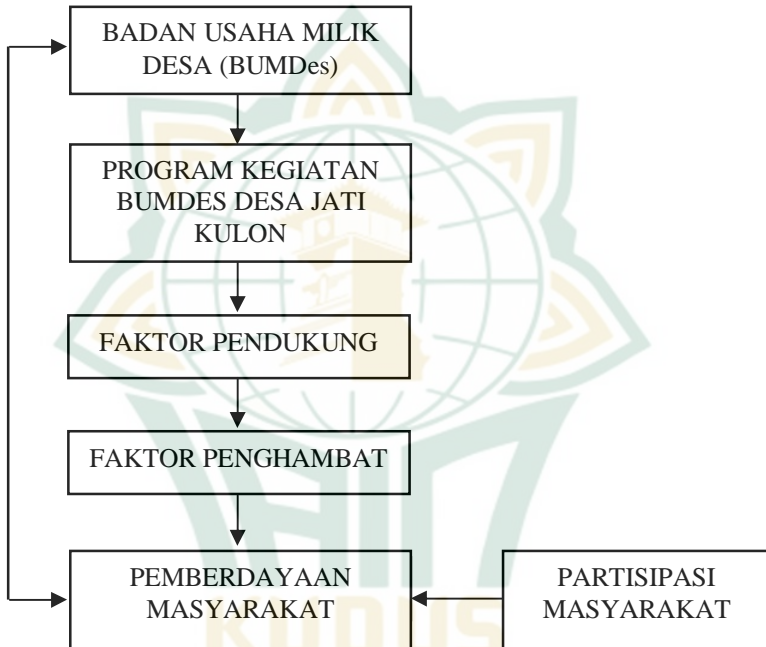 BADAN USAHA MILIK
DESA (BUMDes)
PROGRAM KEGIATAN
BUMDES DESA JATI
KULON
FAKTOR PENDUKUNG
FAKTOR PENGHAMBAT
PEMBERDAYAAN
MASYARAKAT
PARTISIPASI
MASYARAKAT
KUDUS